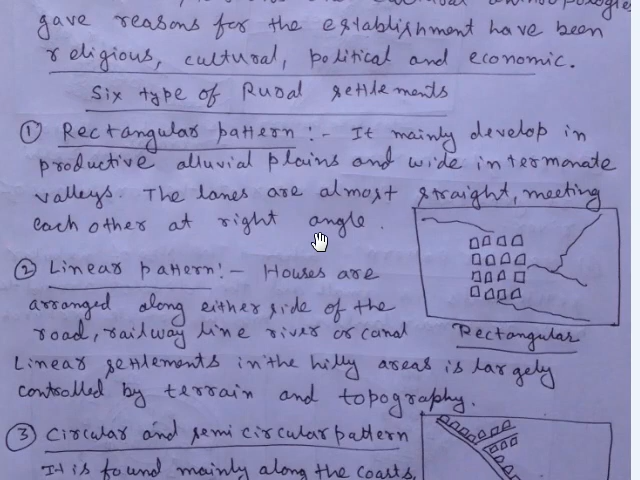 gave reasons for the establishment have been
religious, cultural, political and economic.
Six type of Rural settlements
① Rectangular pattern :- It mainly develop in
productive alluvial plains and wide intermonate
valleys. The lanes are almost straight, meeting
each other at right angle.
② Linear pattern :- Houses are
arranged along either side of the
road, railway line river or canal
Rectangular
Linear settlements in the hilly areas is largely
controlled by terrain and topography.
③ Circular and semi circular pattern
It is found mainly along the coasts,